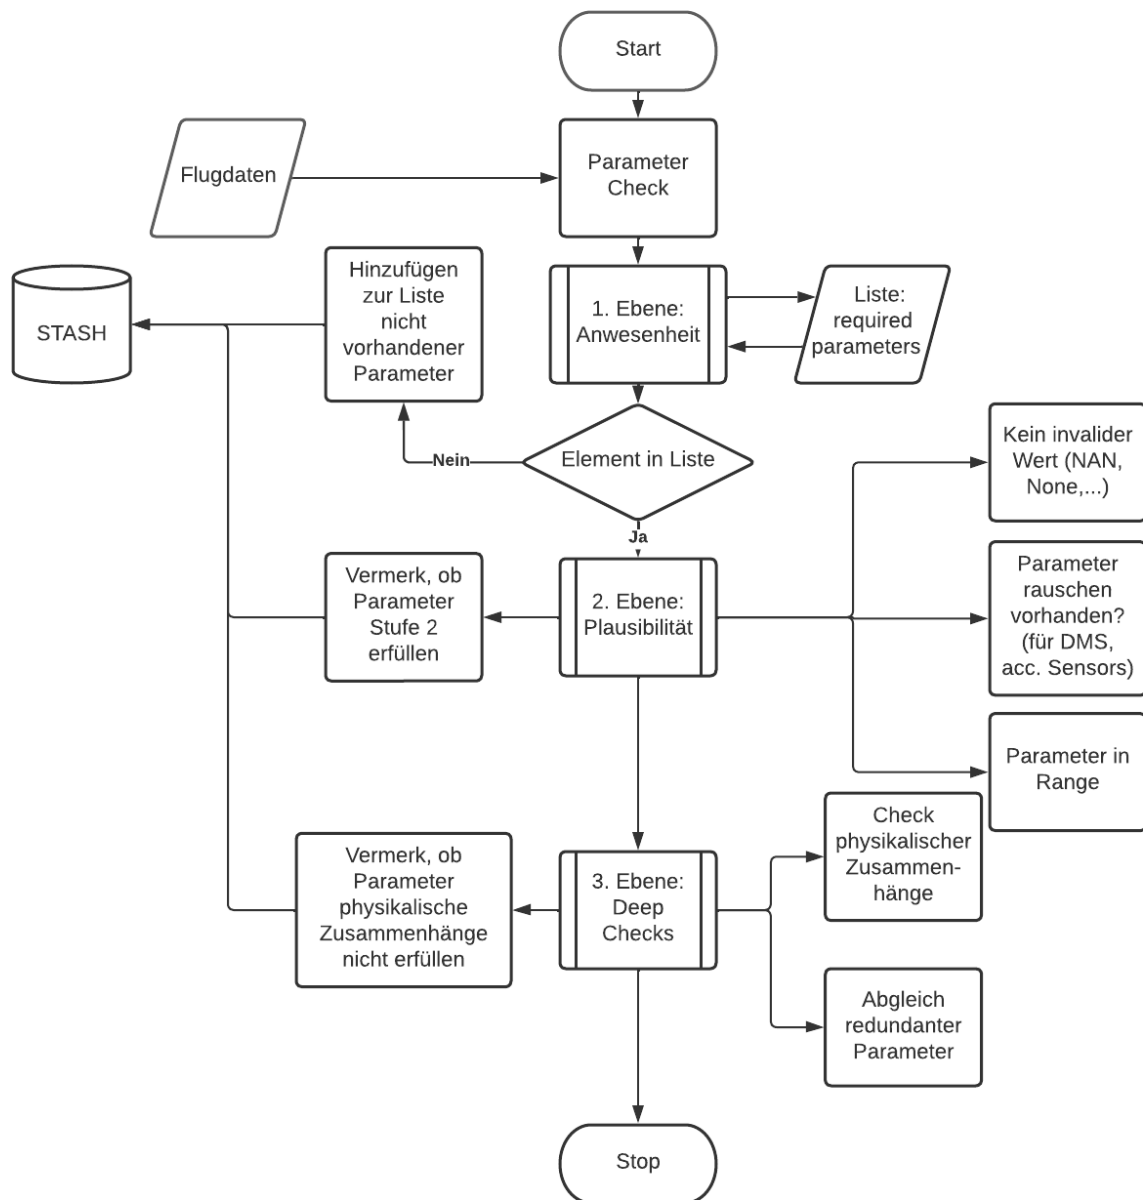 Start
Flugdaten
Parameter
Check
Hinzufügen
zur Liste
nicht
vorhandener
Parameter
STASH
1. Ebene:
Anwesenheit
Liste:
required
parameters
Nein
Element in Liste
Ja
Kein invalider
Wert (NAN,
None,...)
Vermerk, ob
Parameter
Stufe 2
erfüllen
2. Ebene:
Plausibilität
Parameter
rauschen
vorhanden?
(für DMS,
acc. Sensors)
Parameter in
Range
Vermerk, ob
Parameter
physikalische
Zusammenhänge
nicht erfüllen
3. Ebene:
Deep
Checks
Check
physikalischer
Zusammen-
hänge
Abgleich
redundanter
Parameter
Stop